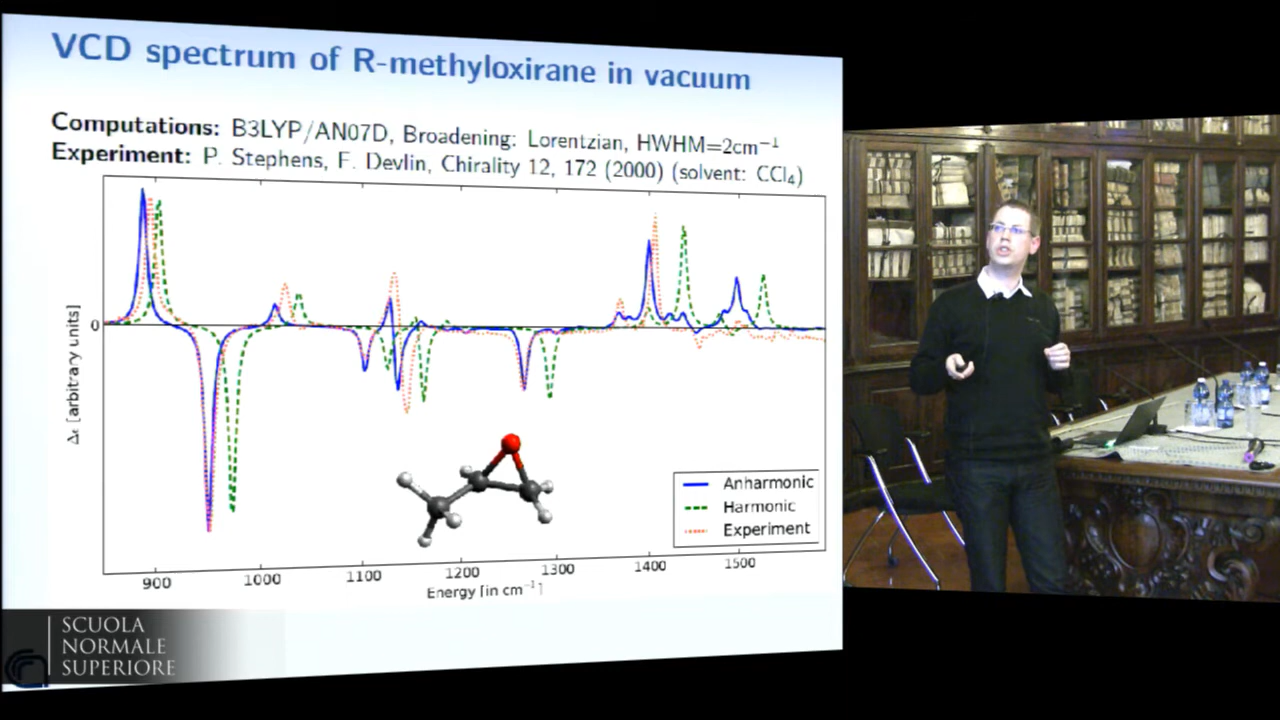 VCD spectrum of R-methyloxirane in vacuum
Computations: B3LYP/AN07D, Broadening: Lorentzian, HWHM=2cm⁻¹
Experiment: P. Stephens, F. Devlin, Chirality 12, 172 (2000) (solvent: CCl₄)
0
Δε [arbitrary units]
Anharmonic
Harmonic
Experiment
900 1000 1100 1200 1300 1400 1500
Energy [in cm⁻¹]
SCUOLA
NORMALE
SUPERIORE